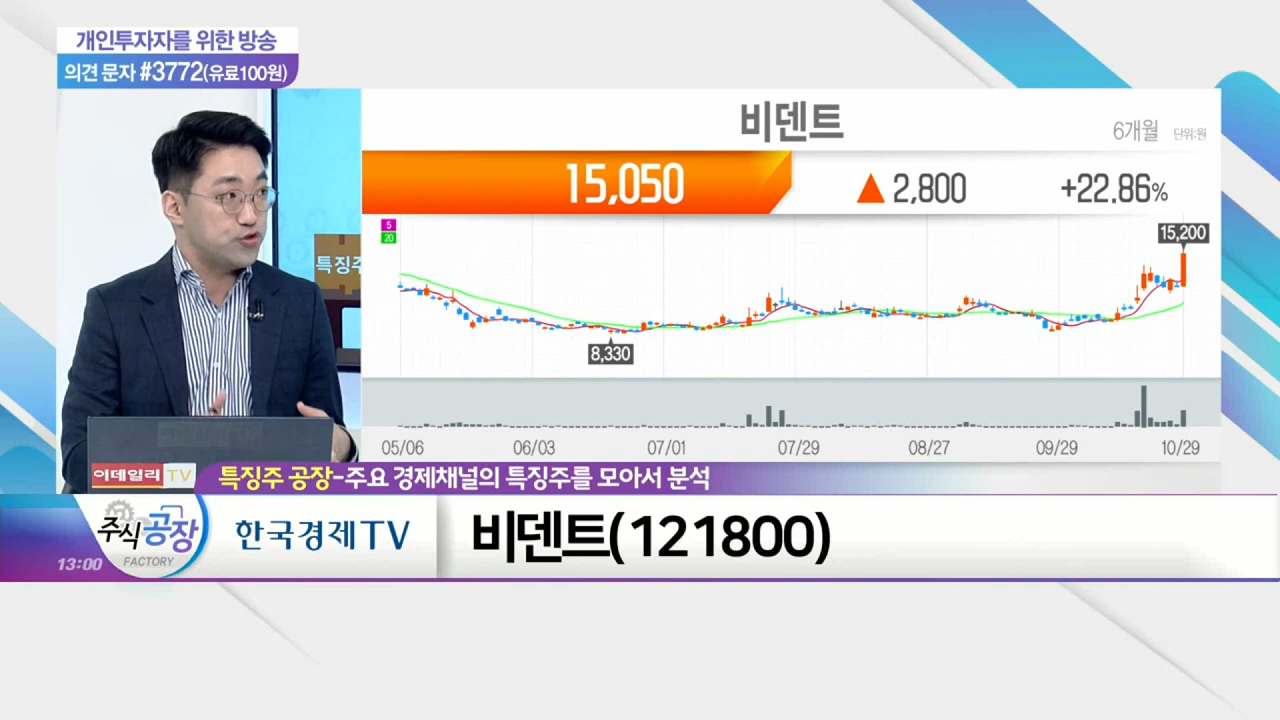 개인투자자를 위한 방송
의견 문자 #3772(유료100원)
비덴트
6개월 단위:원
15,050 ▲ 2,800 +22.86%
5
20
15,200
특징주
8,330
05/06 06/03 07/01 07/29 08/27 09/29 10/29
이데일리 TV
특징주 공장-주요 경제채널의 특징주를 모아서 분석
주식공장
FACTORY
13:00
한국경제TV
비덴트(121800)